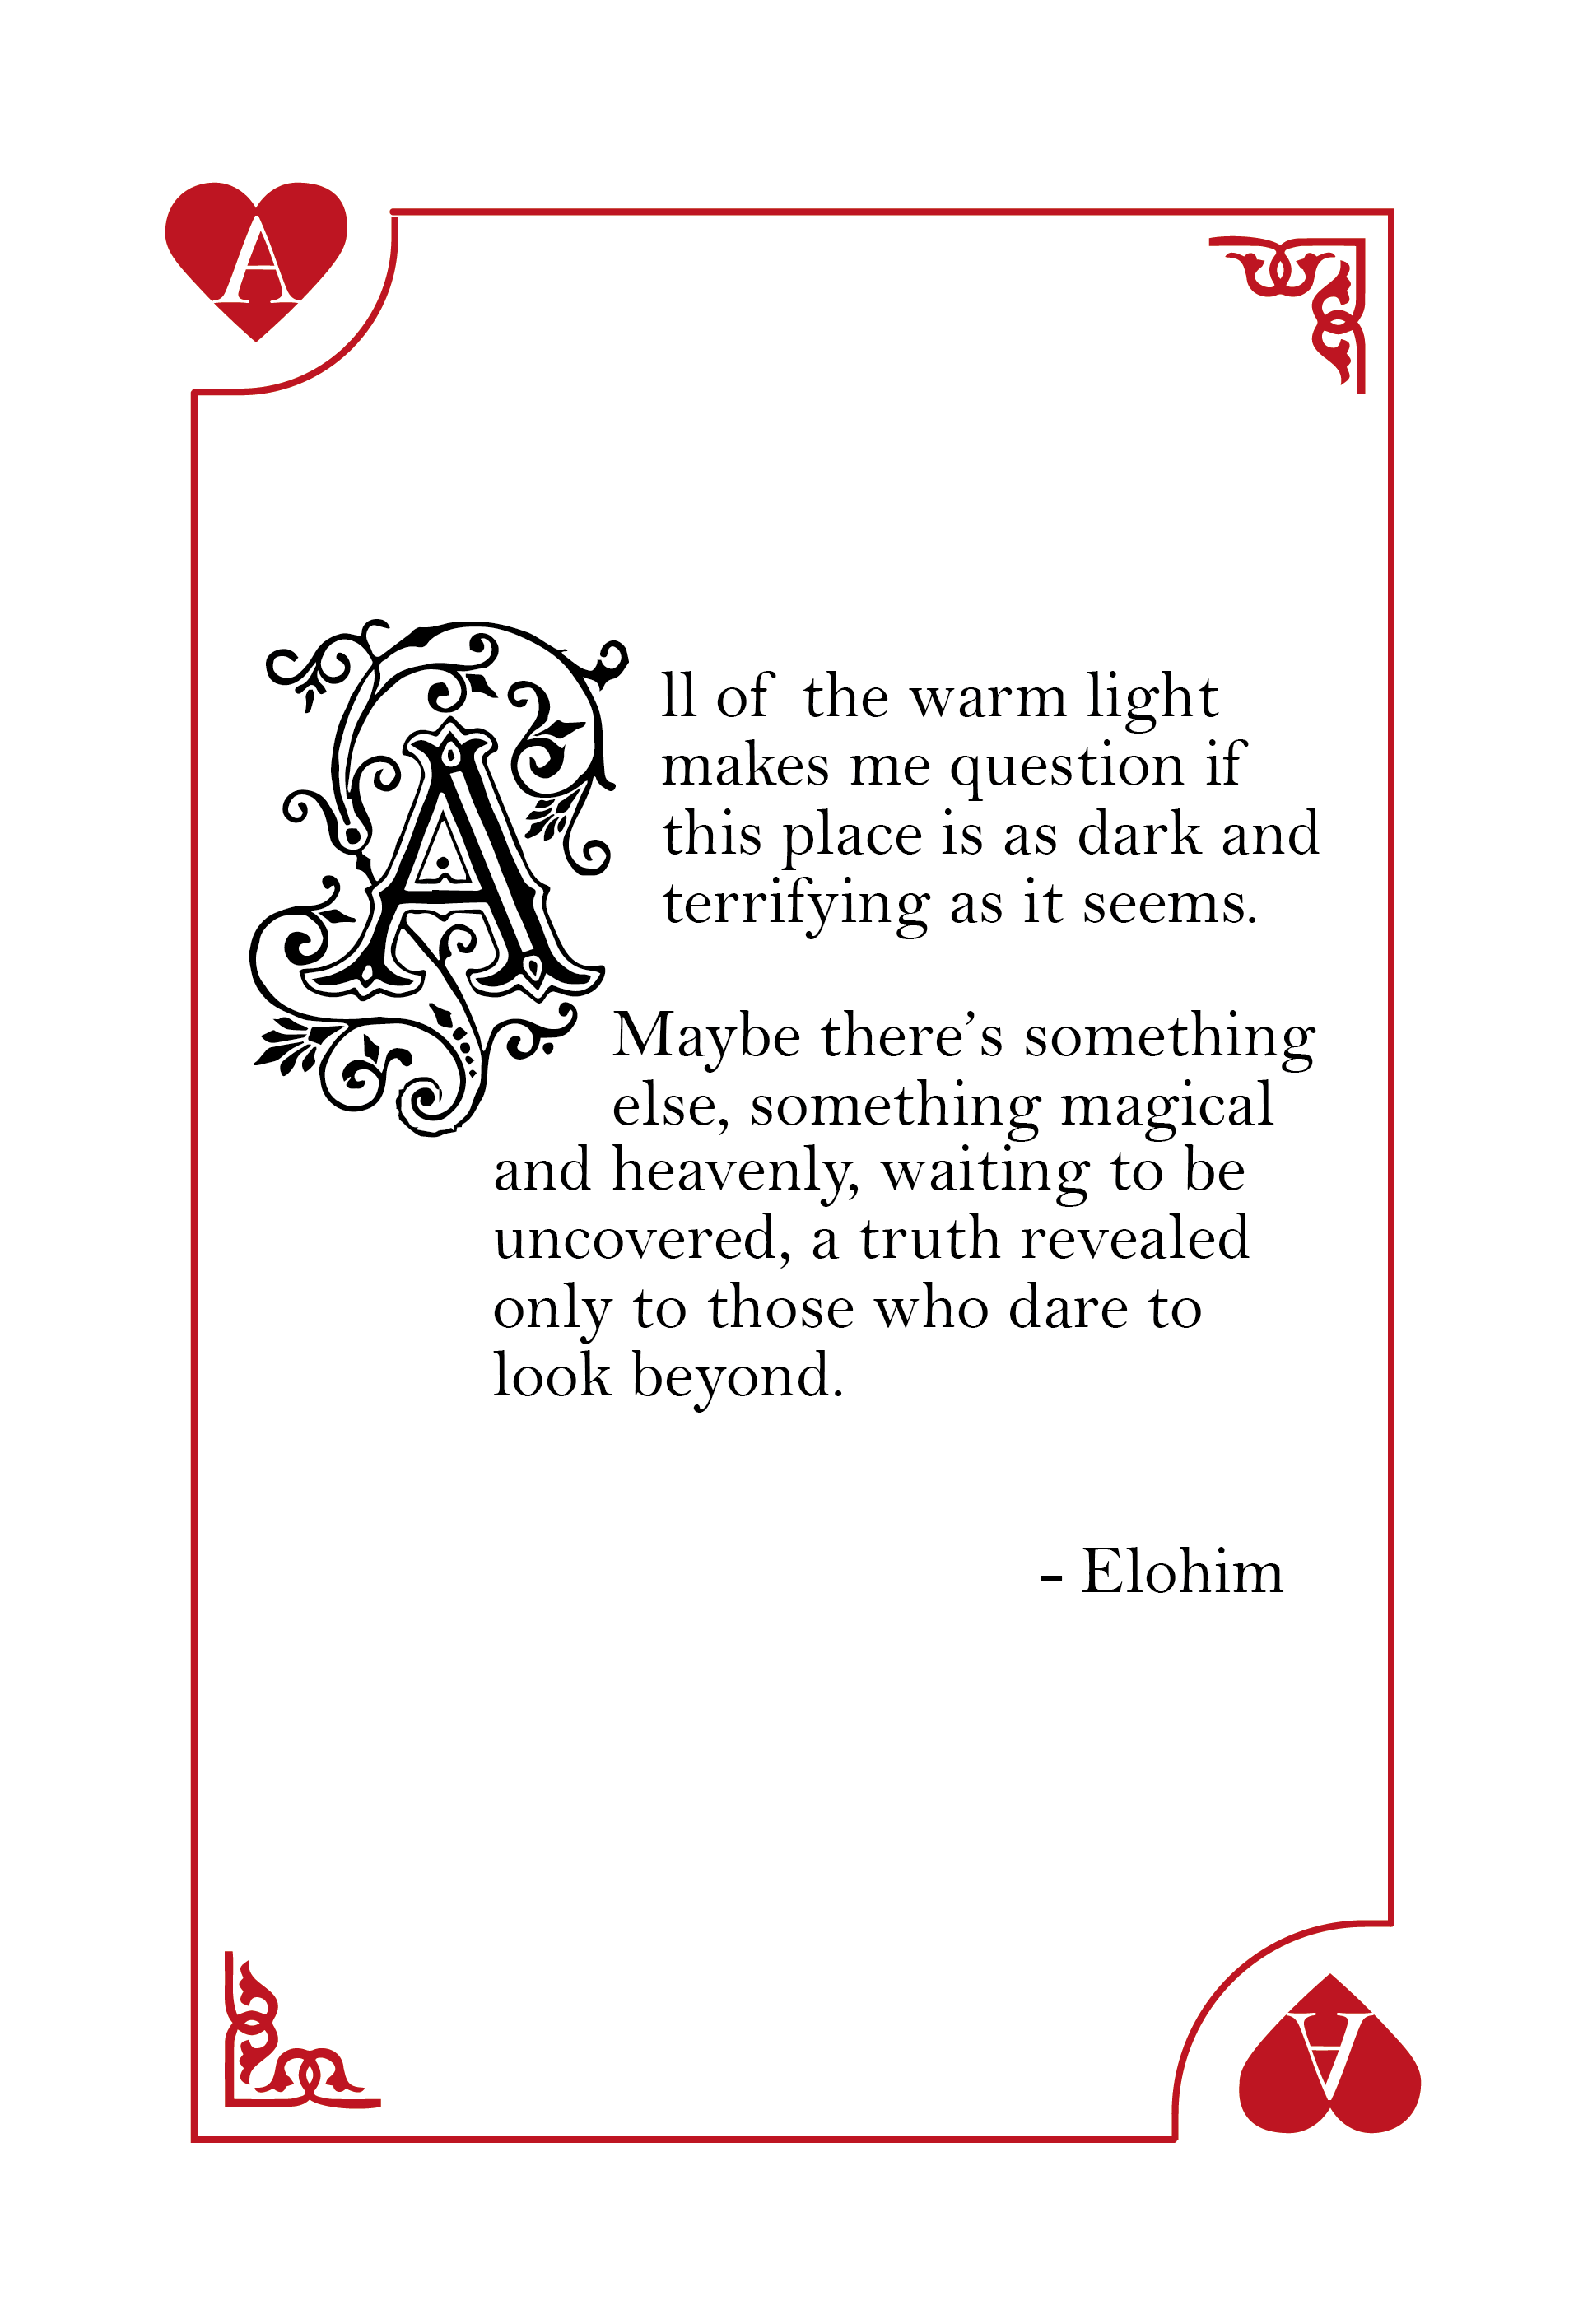 A
All of the warm light
makes me question if
this place is as dark and
terrifying as it seems.
Maybe there’s something
else, something magical
and heavenly, waiting to be
uncovered, a truth revealed
only to those who dare to
look beyond.
- Elohim
A